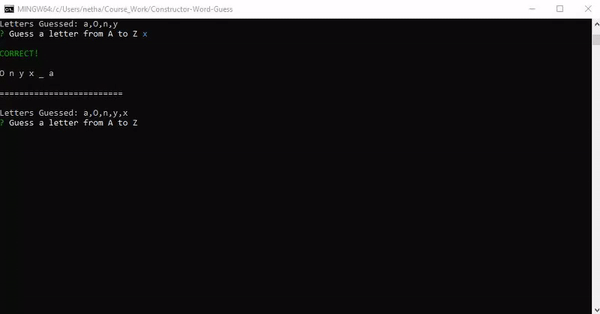 MINGW64:/c/Users/netha/Course_Work/Constructor-Word-Guess
Letters Guessed: a,O,n,y
? Guess a letter from A to Z x
CORRECT!
O n y x _ a
=========================
Letters Guessed: a,O,n,y,x
? Guess a letter from A to Z